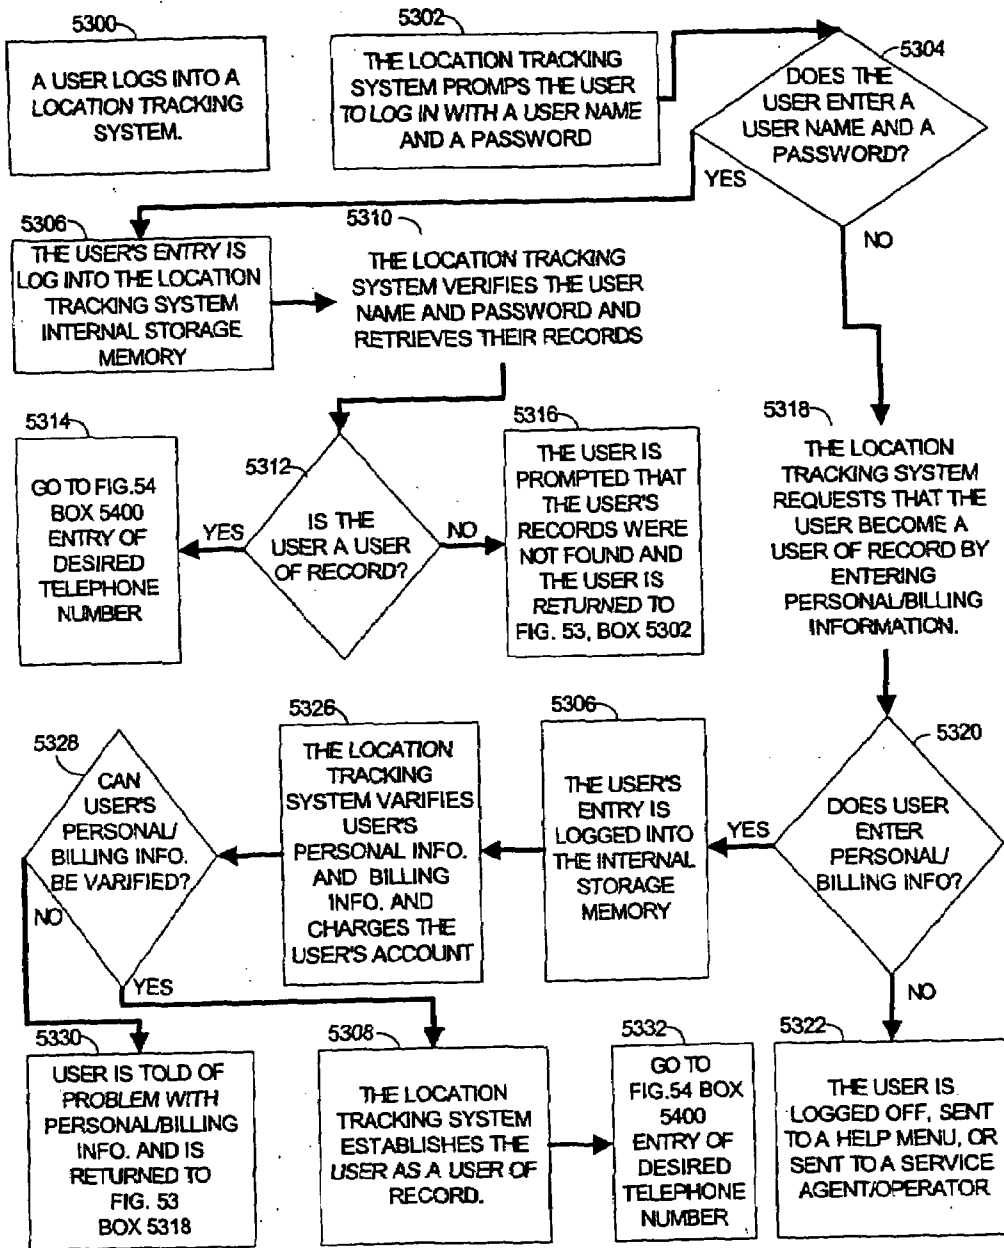 5300
A USER LOGS INTO A
LOCATION TRACKING
SYSTEM.
5302
THE LOCATION TRACKING
SYSTEM PROMPS THE USER
TO LOG IN WITH A USER NAME
AND A PASSWORD
5304
DOES THE
USER ENTER A
USER NAME AND A
PASSWORD?
YES
NO
5306
THE USER'S ENTRY IS
LOG INTO THE LOCATION
TRACKING SYSTEM
INTERNAL STORAGE
MEMORY
5310
THE LOCATION TRACKING
SYSTEM VERIFIES THE USER
NAME AND PASSWORD AND
RETRIEVES THEIR RECORDS
5314
GO TO FIG.54
BOX 5400
ENTRY OF
DESIRED
TELEPHONE
NUMBER
YES
5312
IS THE
USER A USER
OF RECORD?
NO
5316
THE USER IS
PROMPTED THAT
THE USER'S
RECORDS WERE
NOT FOUND AND
THE USER IS
RETURNED TO
FIG. 53, BOX 5302
5318
THE LOCATION
TRACKING SYSTEM
REQUESTS THAT THE
USER BECOME A
USER OF RECORD BY
ENTERING
PERSONAL/BILLING
INFORMATION.
5328
CAN
USER'S
PERSONAL/
BILLING INFO.
BE VARIFIED?
NO
YES
5326
THE LOCATION
TRACKING
SYSTEM VARIFIES
USER'S
PERSONAL INFO.
AND BILLING
INFO. AND
CHARGES THE
USER'S ACCOUNT
5306
THE USER'S
ENTRY IS
LOGGED INTO
THE INTERNAL
STORAGE
MEMORY
YES
5320
DOES USER
ENTER
PERSONAL/
BILLING INFO?
NO
5330
USER IS TOLD OF
PROBLEM WITH
PERSONAL/BILLING
INFO. AND IS
RETURNED TO
FIG. 53
BOX 5318
5308
THE LOCATION
TRACKING SYSTEM
ESTABLISHES THE
USER AS A USER OF
RECORD.
5332
GO TO
FIG.54 BOX
5400
ENTRY OF
DESIRED
TELEPHONE
NUMBER
5322
THE USER IS
LOGGED OFF, SENT
TO A HELP MENU, OR
SENT TO A SERVICE
AGENT/OPERATOR